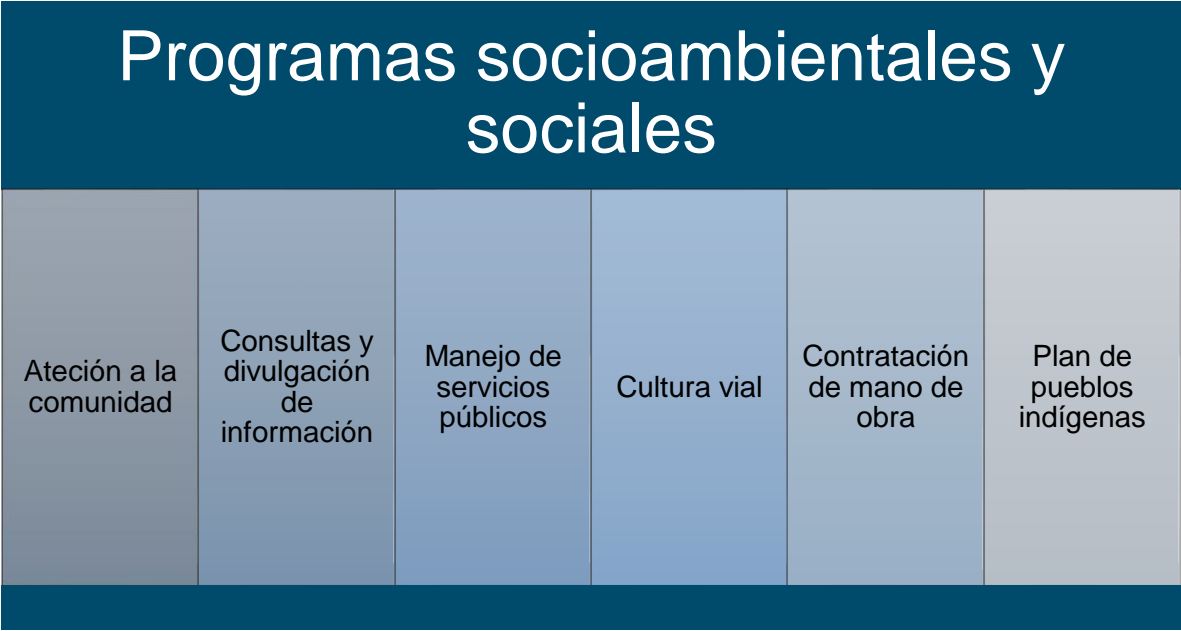 Programas socioambientales y
sociales
Ateción a la
comunidad
Consultas y
divulgación
de
información
Manejo de
servicios
públicos
Cultura vial
Contratación
de mano de
obra
Plan de
pueblos
indígenas